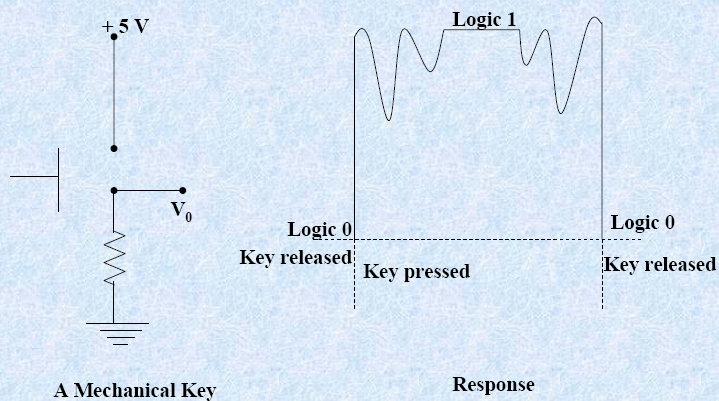 + 5 V
V0
A Mechanical Key
Logic 1
Logic 0
Logic 0
Key released
Key pressed
Key released
Response